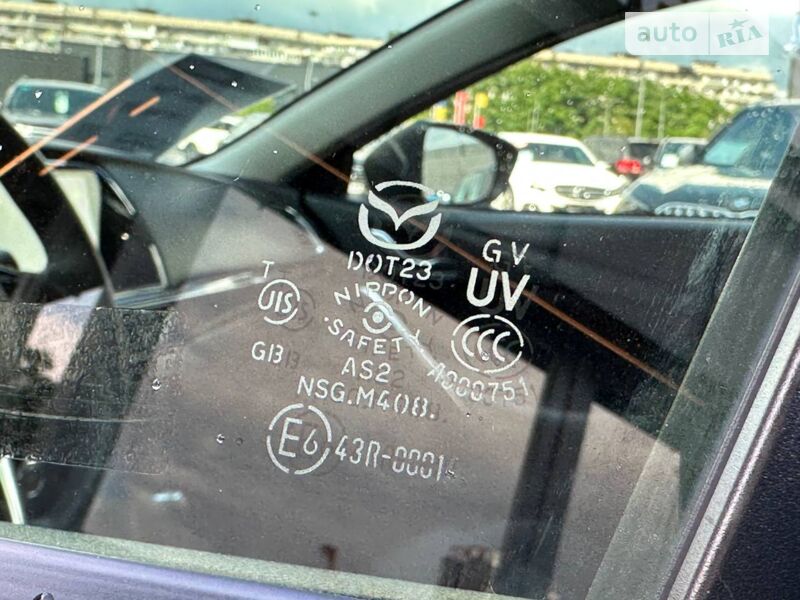 auto RIA
GV
DOT23
UV
T
JIS
NIPPON
SAFETY
CCC
A000751
GB
AS2
NSG.M408.
E6
43R-00014